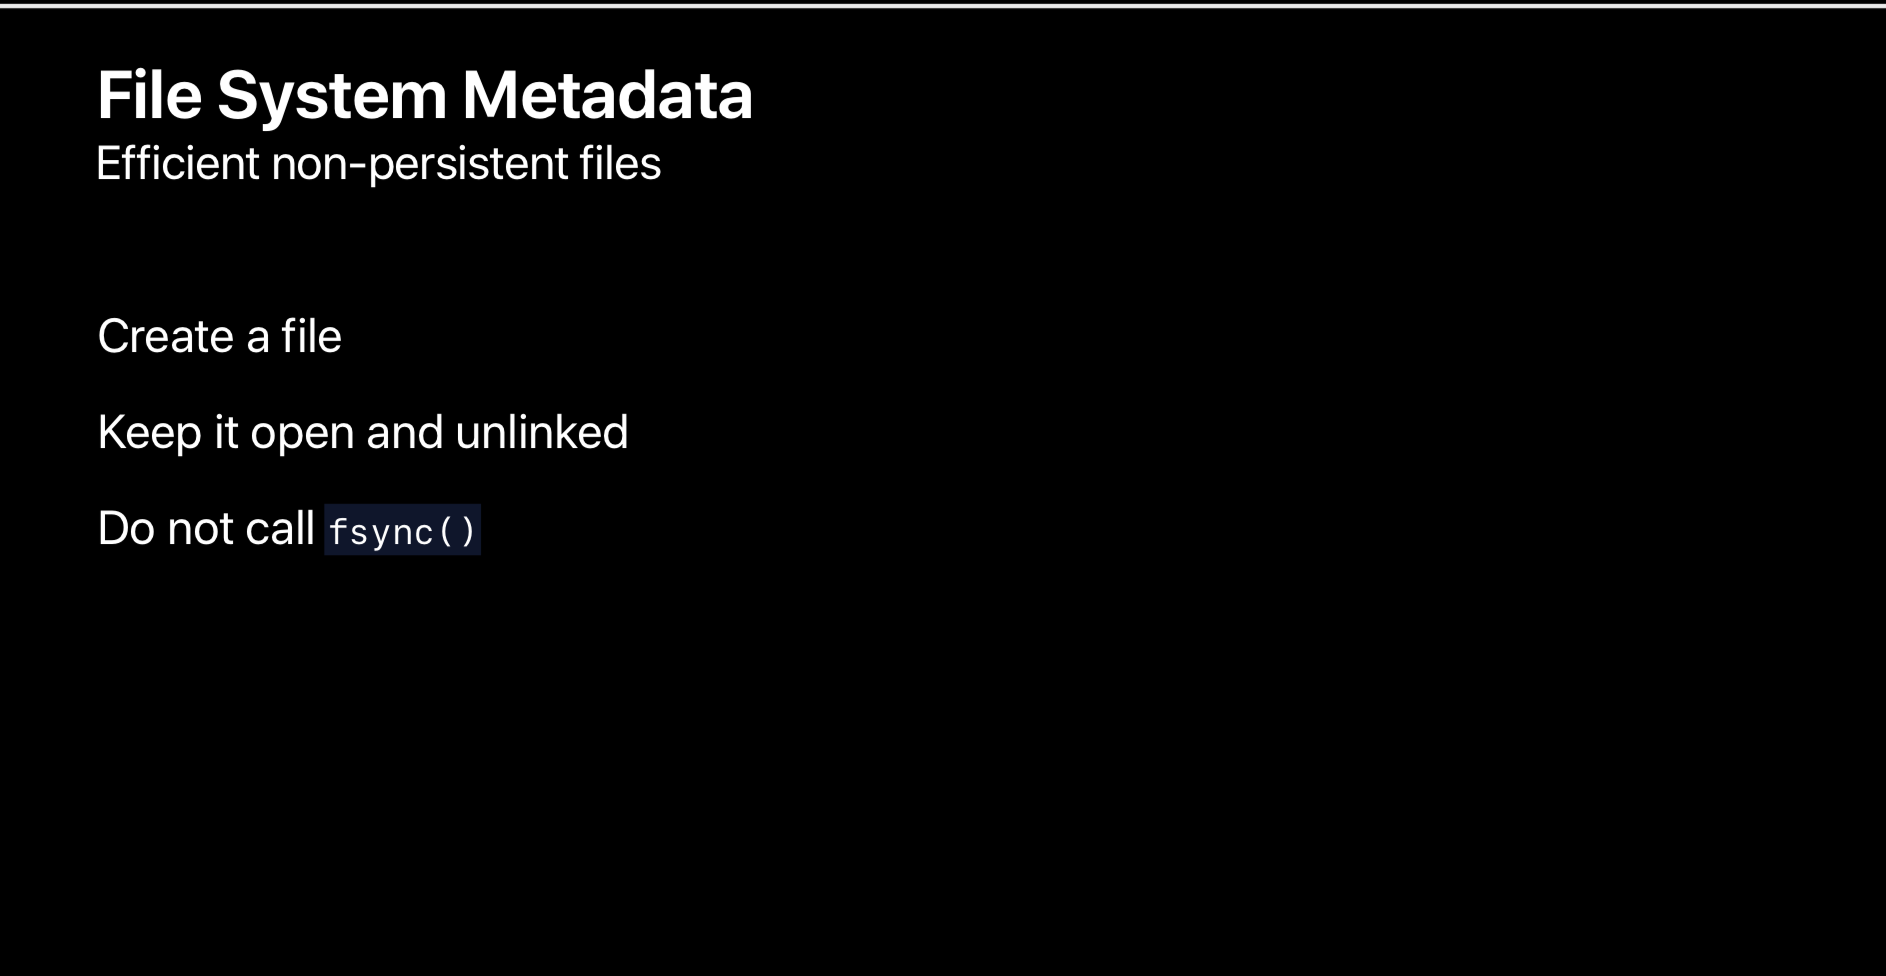 File System Metadata
Efficient non-persistent files
Create a file
Keep it open and unlinked
Do not call fsync()